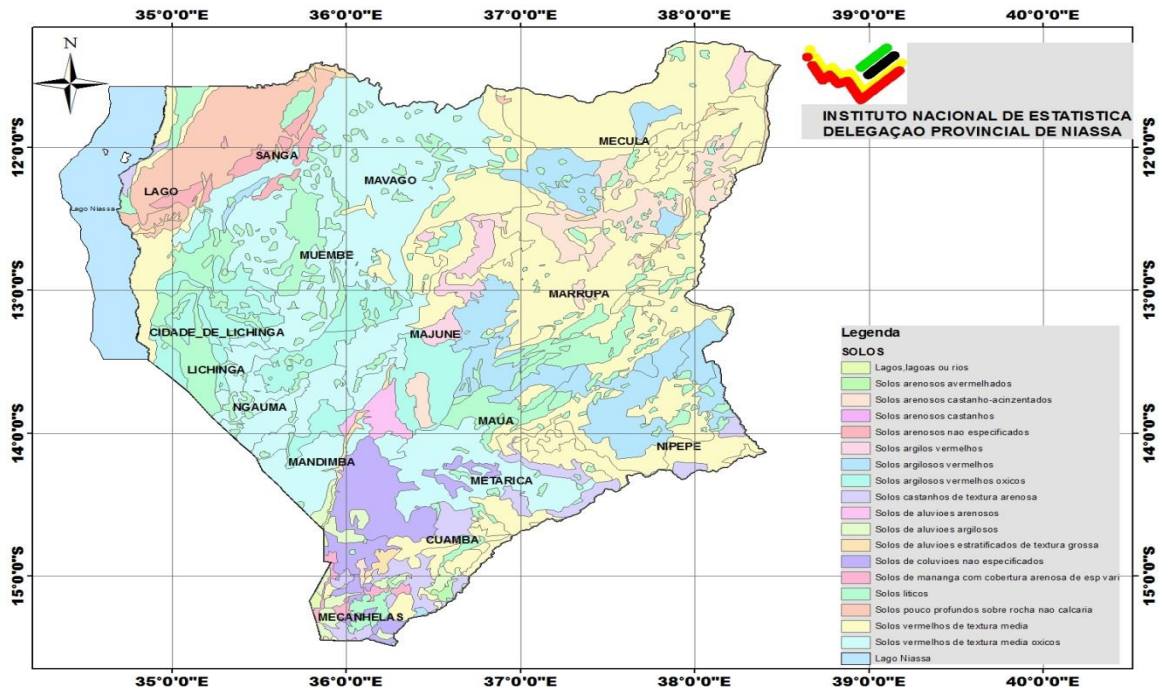 35°0'0"E 36°0'0"E 37°0'0"E 38°0'0"E 39°0'0"E 40°0'0"E
N
INSTITUTO NACIONAL DE ESTATISTICA
DELEGAÇAO PROVINCIAL DE NIASSA
12°0'0"S 12°0'0"S
MECULA
SANGA
MAVAGO
LAGO
Lago Niassa
MUEMBE
13°0'0"S 13°0'0"S
MARRUPA
CIDADE_DE_LICHINGA
MAJUNE
LICHINGA
NGAUMA
MAUA
14°0'0"S 14°0'0"S
NIPEPE
MANDIMBA
METARICA
CUAMBA
15°0'0"S 15°0'0"S
MECANHELAS
Legenda
SOLOS
Lagos,lagoas ou rios
Solos arenosos avermelhados
Solos arenosos castanho-acinzentados
Solos arenosos castanhos
Solos arenosos nao especificados
Solos argilos vermelhos
Solos argilosos vermelhos
Solos argilosos vermelhos oxicos
Solos castanhos de textura arenosa
Solos de aluvioes arenosos
Solos de aluvioes argilosos
Solos de aluvioes estratificados de textura grossa
Solos de coluvioes nao especificados
Solos de mananga com cobertura arenosa de esp vari
Solos liticos
Solos pouco profundos sobre rocha nao calcaria
Solos vermelhos de textura media
Solos vermelhos de textura media oxicos
Lago Niassa
35°0'0"E 36°0'0"E 37°0'0"E 38°0'0"E 39°0'0"E 40°0'0"E